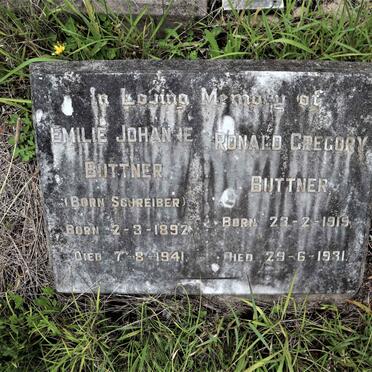 In Loving Memory of
EMILIE JOHANNE
BUTTNER
(BORN SCHREIBER)
BORN 2-3-1892
DIED 7-8-1941
RONALD GREGORY
BUTTNER
BORN 23-2-1919
DIED 29-6-1931.